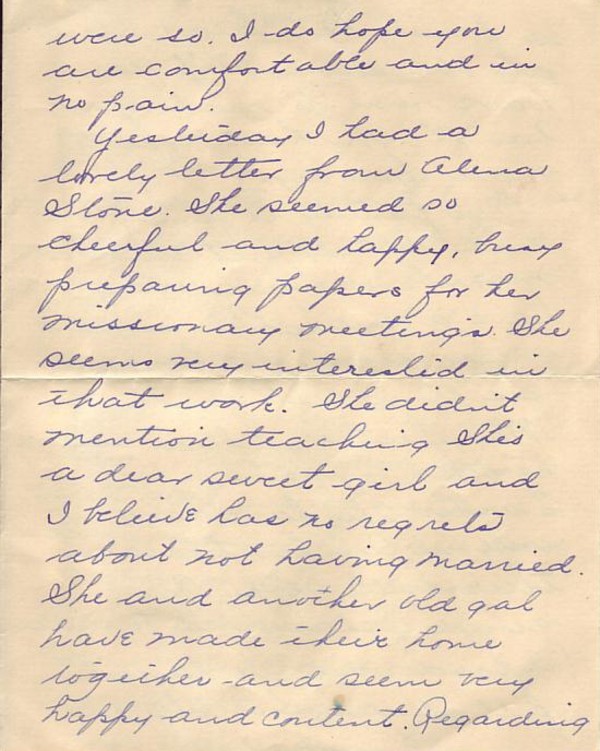 were so. I do hope you
are comfortable and in
no pain.
Yesterday I had a
lovely letter from Alena
Stone. She seemed so
cheerful and happy, busy
preparing papers for her
missionary meetings. She
seems very interested in
that work. She didn't
mention teaching She's
a dear sweet girl and
I believe has no regrets
about not having married.
She and another old gal
have made their home
together and seem very
happy and content. Regarding